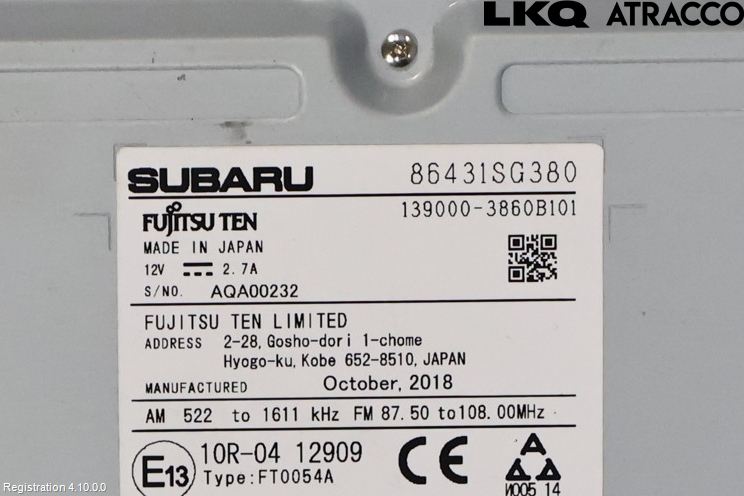 LKQ ATRACCO
SUBARU 86431SG380
FUJITSU TEN 139000-3860B101
MADE IN JAPAN
12V 2.7A
S/NO. AQA00232
FUJITSU TEN LIMITED
ADDRESS 2-28, Gosho-dori 1-chome
Hyogo-ku, Kobe 652-8510, JAPAN
MANUFACTURED October, 2018
AM 522 to 1611 kHz FM 87.50 to 108.00MHz
E13 10R-04 12909 CE A
Type: FT0054A
N005 14
Registration 4.10.0.0